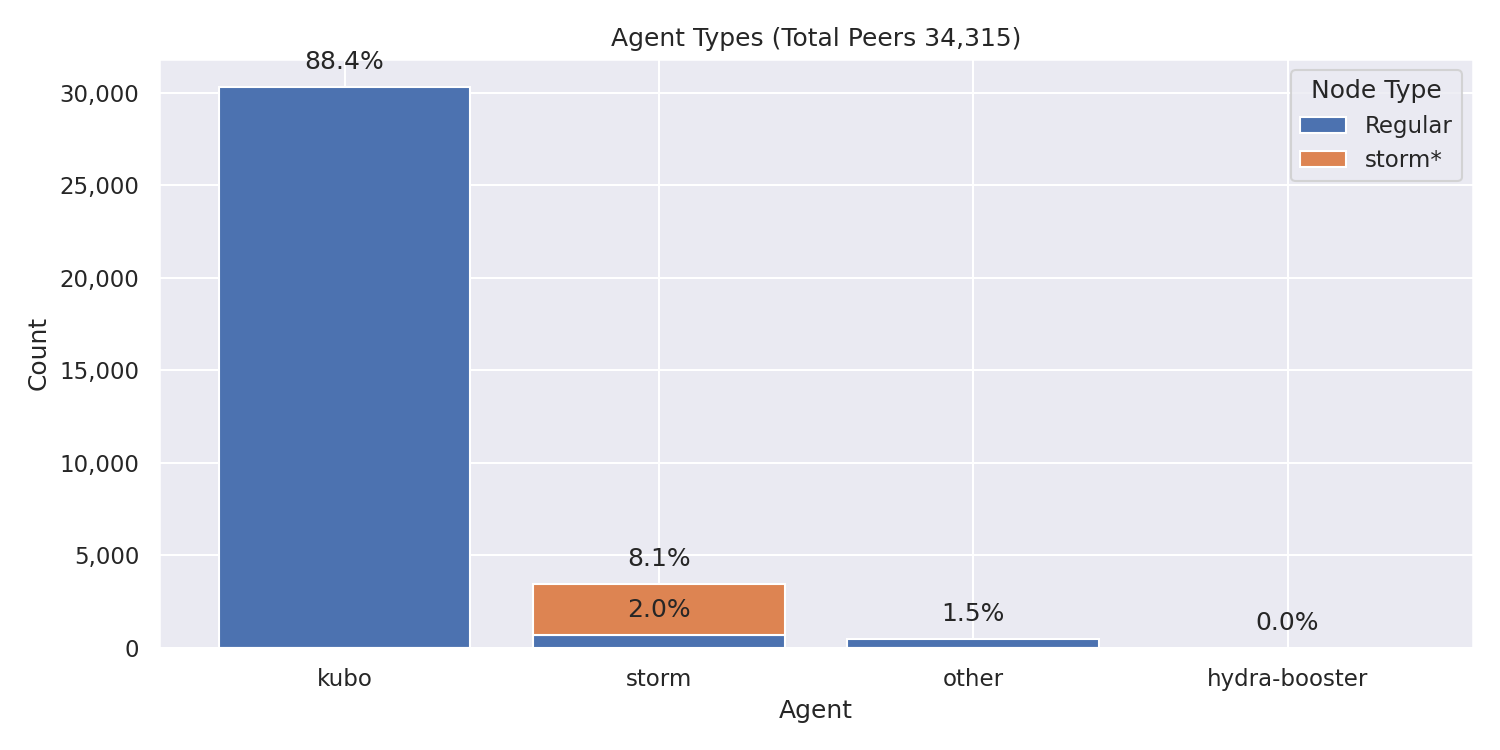 Agent Types (Total Peers 34,315)
88.4%
30,000
25,000
20,000
15,000
10,000
5,000
0
Count
Node Type
Regular
storm*
8.1%
2.0%
1.5%
0.0%
kubo
storm
other
hydra-booster
Agent